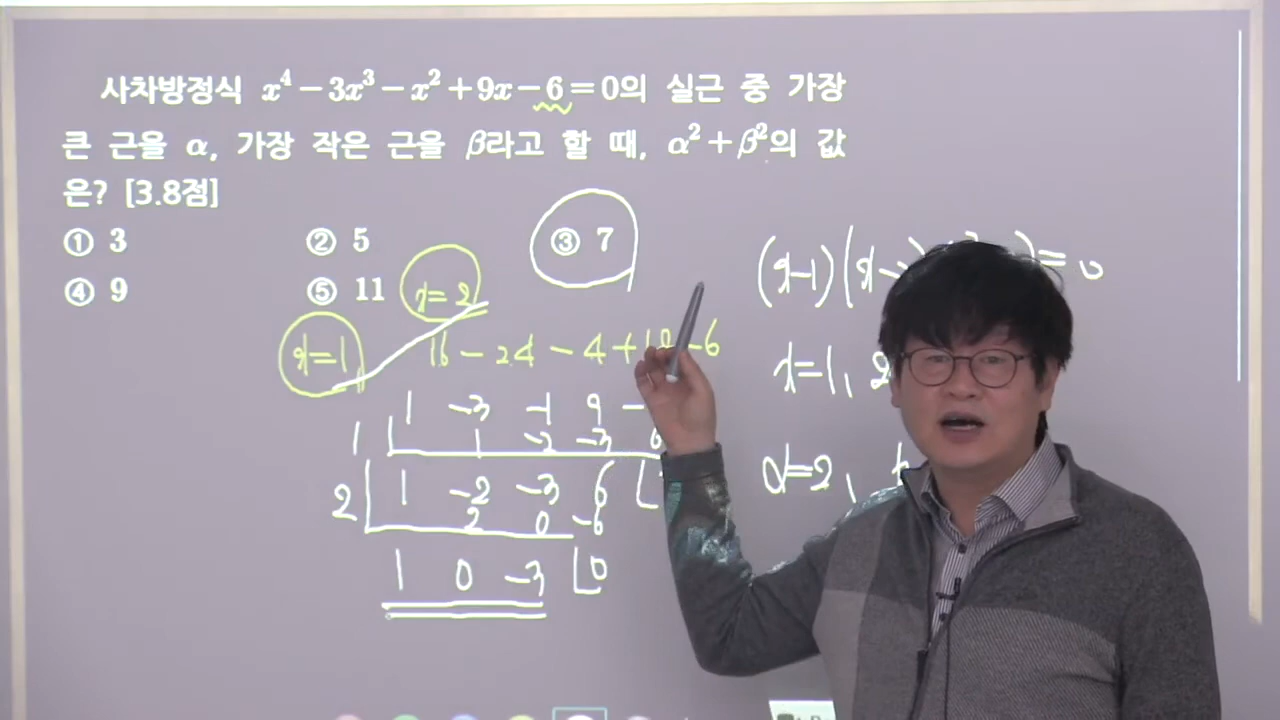 사차방정식 x⁴−3x³−x²+9x−6=0의 실근 중 가장
큰 근을 α, 가장 작은 근을 β라고 할 때, α²+β²의 값
은? [3.8점]
① 3 ② 5 ③ 7
④ 9 ⑤ 11
x=2
x=1
16 − 24 − 4 + 18 − 6
1 −3 −1 9 −
1 1 −2 −3 6
2 1 −2 −3 6
2 0 −6
1 0 −3 0
(x−1)(x− )=0
x=1, 2
α=2,